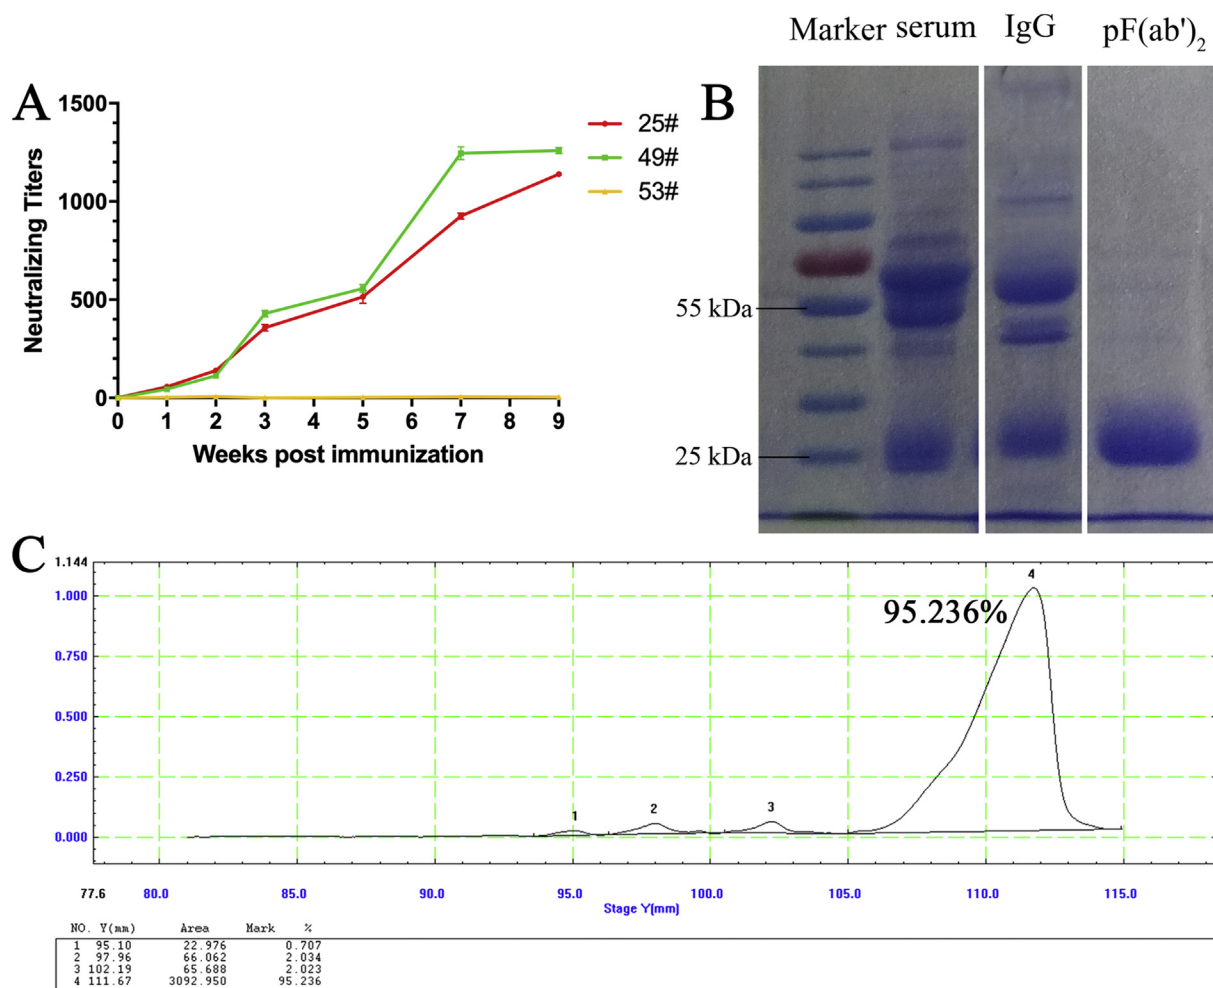 Marker serum IgG pF(ab')2
A
B
1500
1000
500
0
Neutralizing Titers
0 1 2 3 4 5 6 7 8 9
Weeks post immunization
25#
49#
53#
55 kDa
25 kDa
C
1.144
1.000
0.750
0.500
0.250
0.000
95.236%
1 2 3 4
77.6 80.0 85.0 90.0 95.0 100.0 105.0 110.0 115.0
Stage Y(mm)
NO. Y(mm) Area Mark %
1 95.10 22.976 0.707
2 97.96 66.062 2.034
3 102.19 65.688 2.023
4 111.67 3092.950 95.236